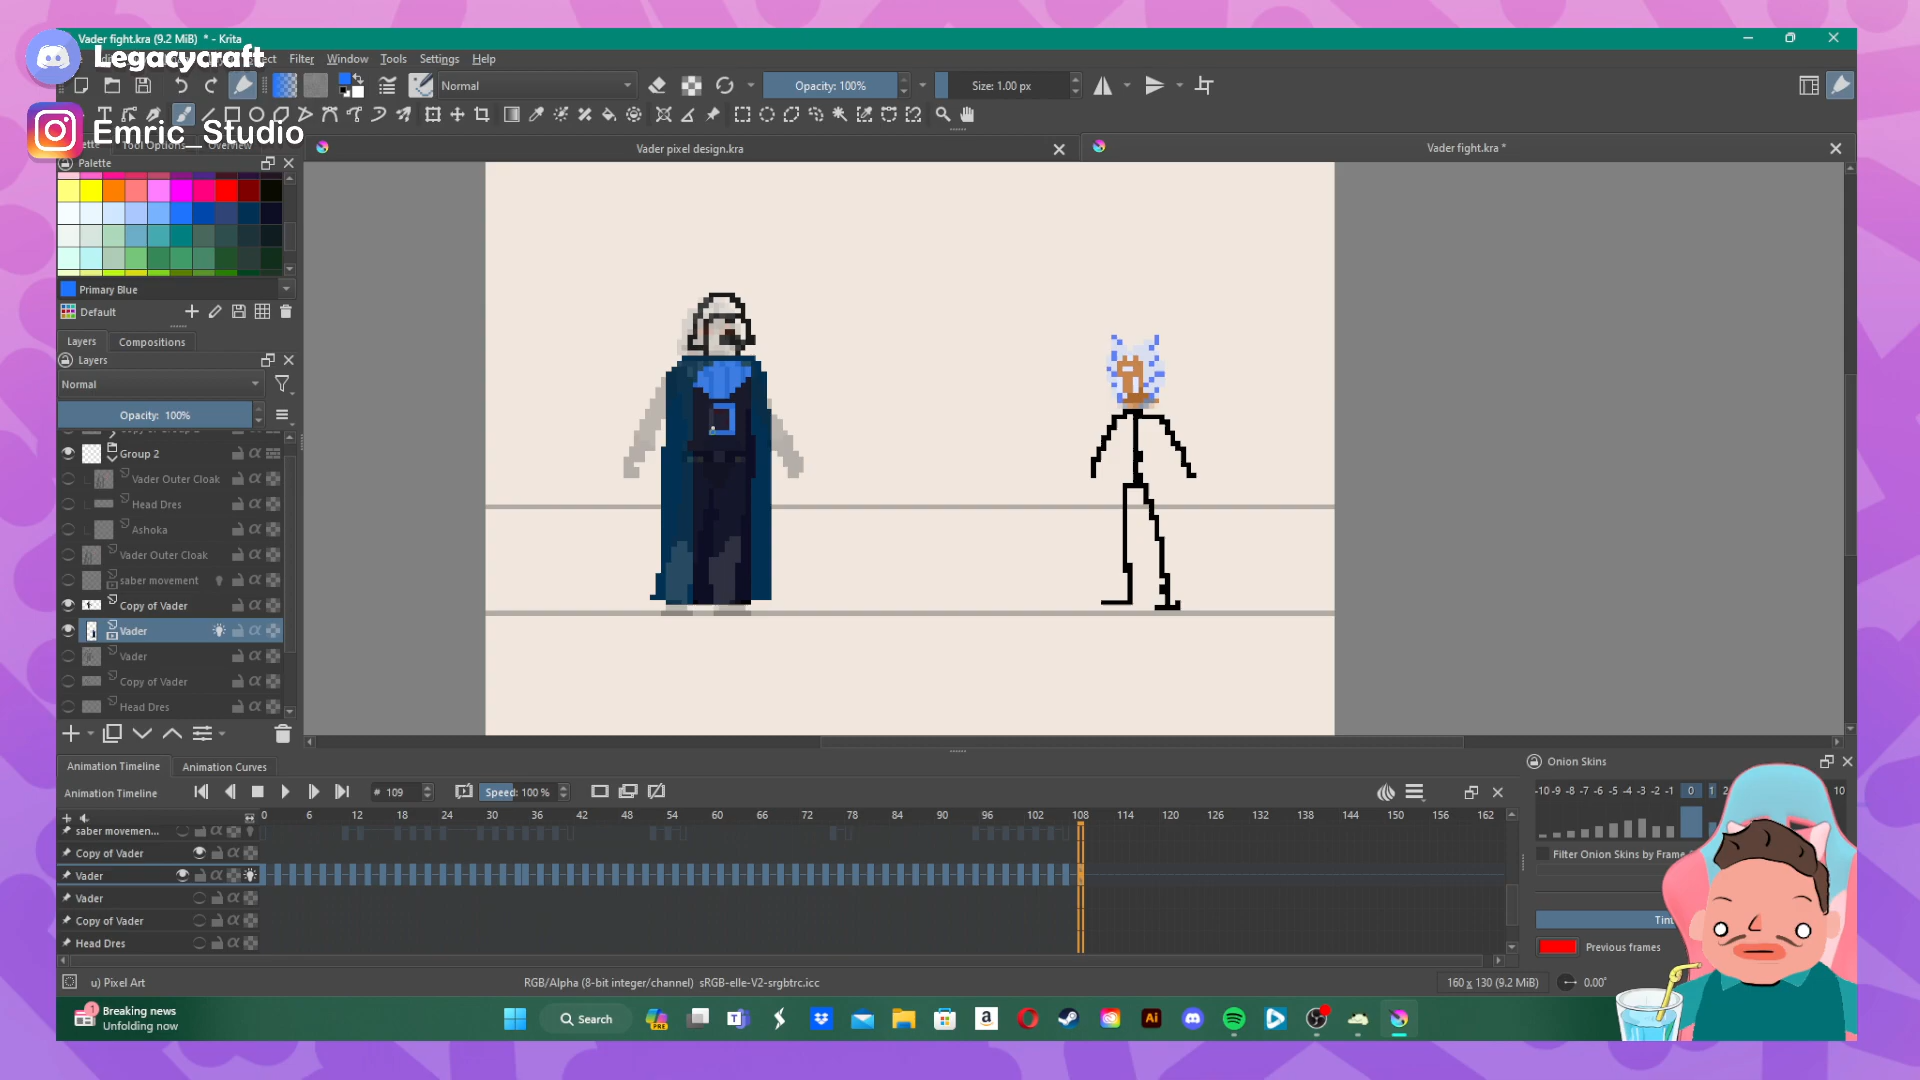 Vader fight.kra (9.2 MiB) * - Krita
Legacycraft
Filter Window Tools Settings Help
Normal
Opacity: 100%
Size: 1.00 px
Emric_Studio
Tool Options Overview
Vader pixel design.kra
Vader fight.kra *
Palette
Primary Blue
Default
Layers Compositions
Layers
Normal
Opacity: 100%
Group 2
Vader Outer Cloak
Head Dres
Ashoka
Vader Outer Cloak
saber movement
Copy of Vader
Vader
Vader
Copy of Vader
Head Dres
Animation Timeline Animation Curves
Onion Skins
Animation Timeline
# 109
Speed: 100 %
-10 -9 -8 -7 -6 -5 -4 -3 -2 -1 0 1 2 10
0 6 12 18 24 30 36 42 48 54 60 66 72 78 84 90 96 102 108 114 120 126 132 138 144 150 156 162
saber movemen...
Copy of Vader
Filter Onion Skins by Frame
Vader
Vader
Copy of Vader
Head Dres
Previous frames
u) Pixel Art
RGB/Alpha (8-bit integer/channel) sRGB-elle-V2-srgbtrc.icc
160 x 130 (9.2 MiB)
0.00°
1
Breaking news
Unfolding now
Search
PRE
Ai